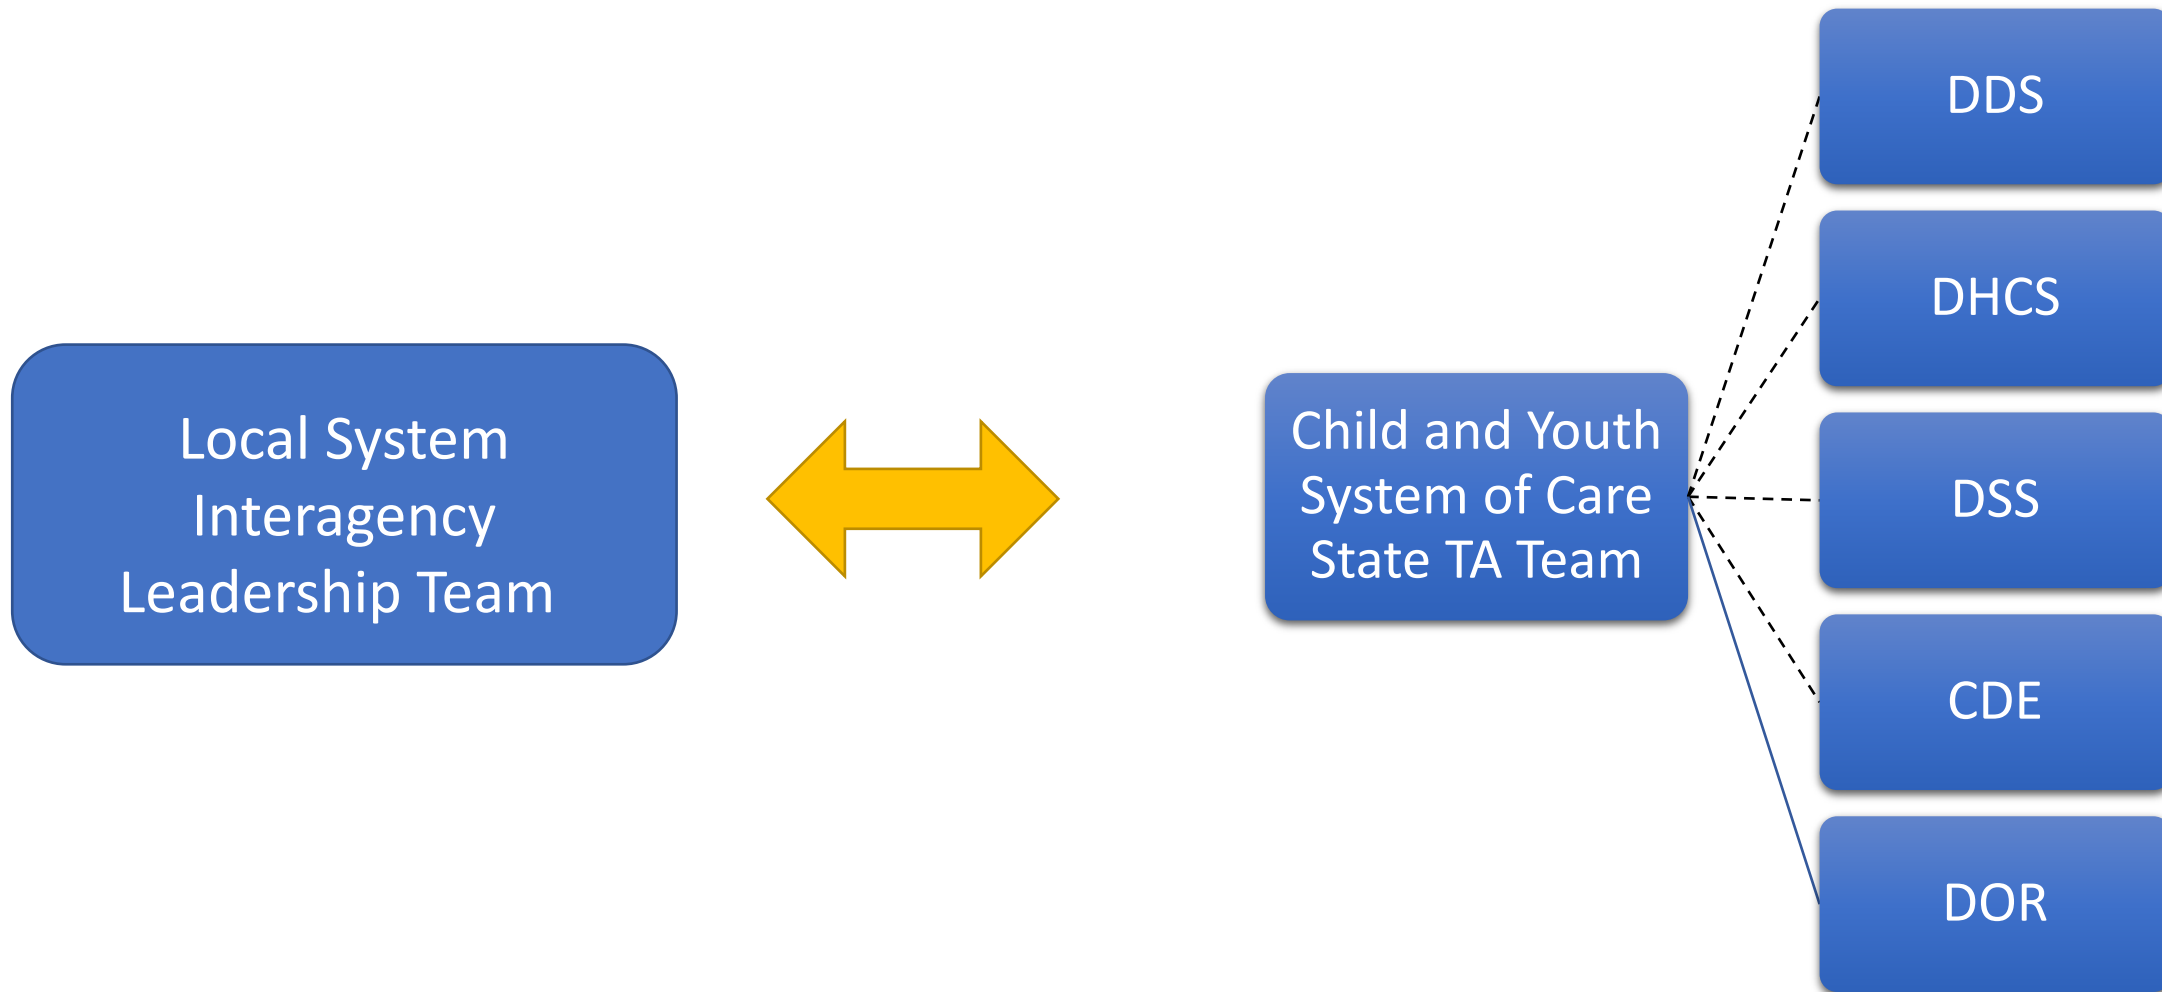 Local System
Interagency
Leadership Team
Child and Youth
System of Care
State TA Team
DDS
DHCS
DSS
CDE
DOR